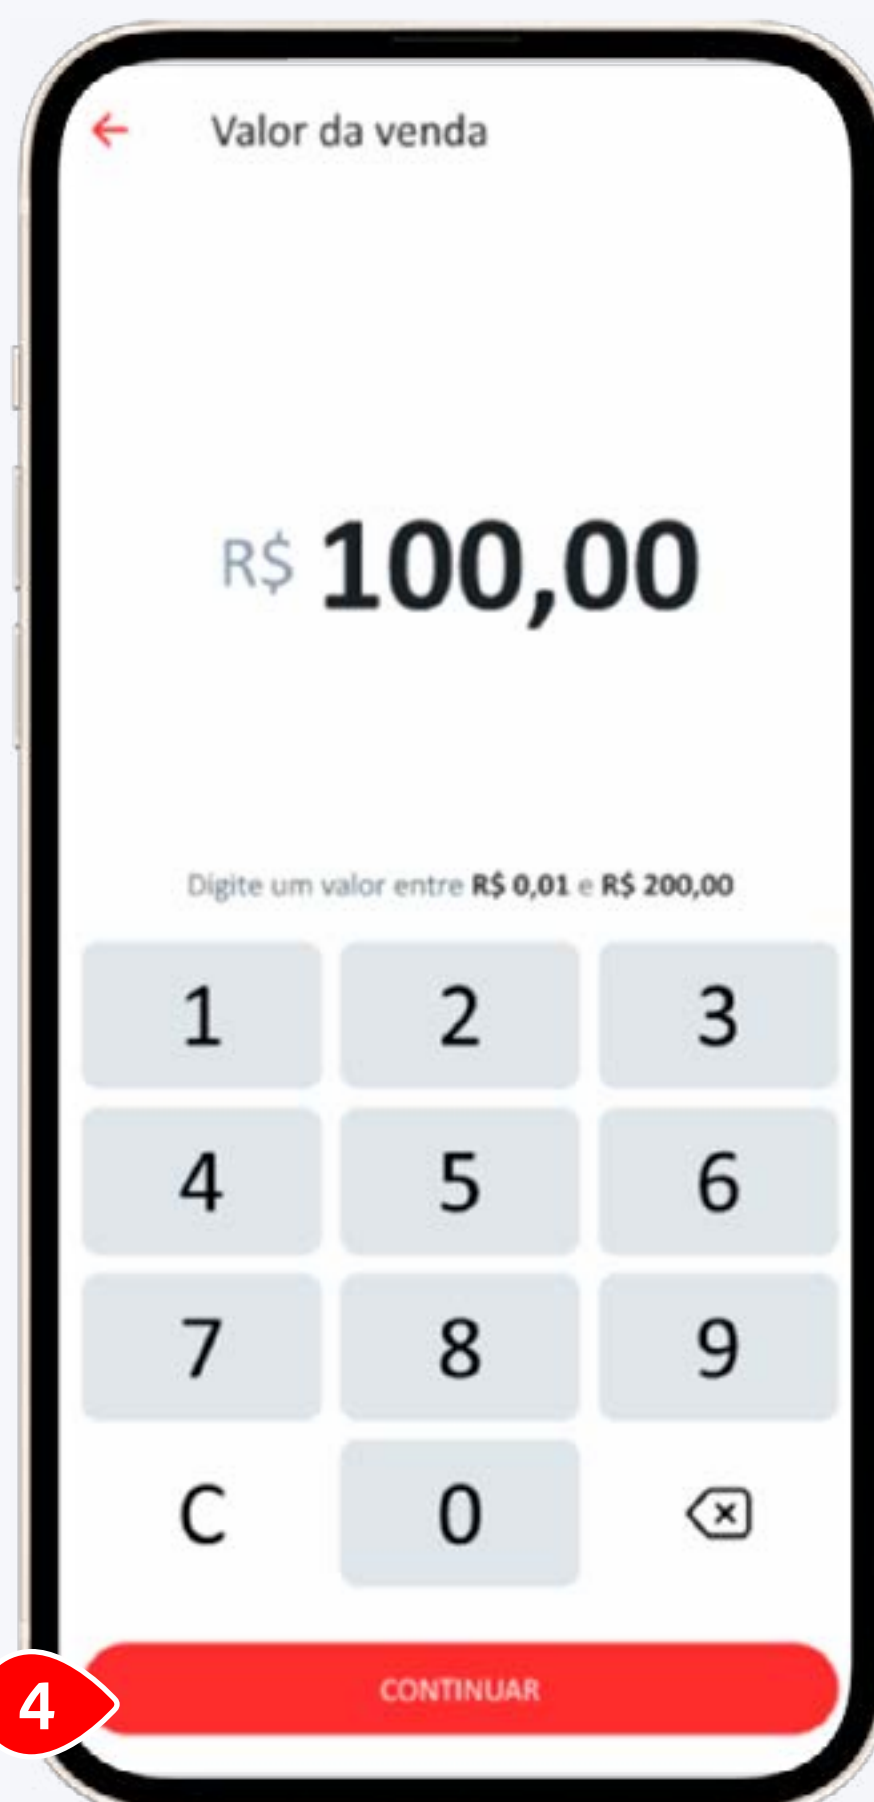 Valor da venda
R$ 100,00
Digite um valor entre R$ 0,01 e R$ 200,00
1 2 3
4 5 6
7 8 9
C 0
4 CONTINUAR